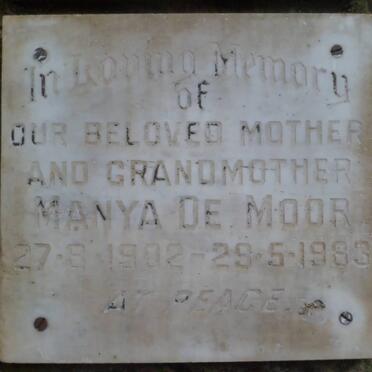 In Loving Memory
OF
OUR BELOVED MOTHER
AND GRANDMOTHER
MANYA DE MOOR
27-8-1902-29-5-1983
AT PEACE.